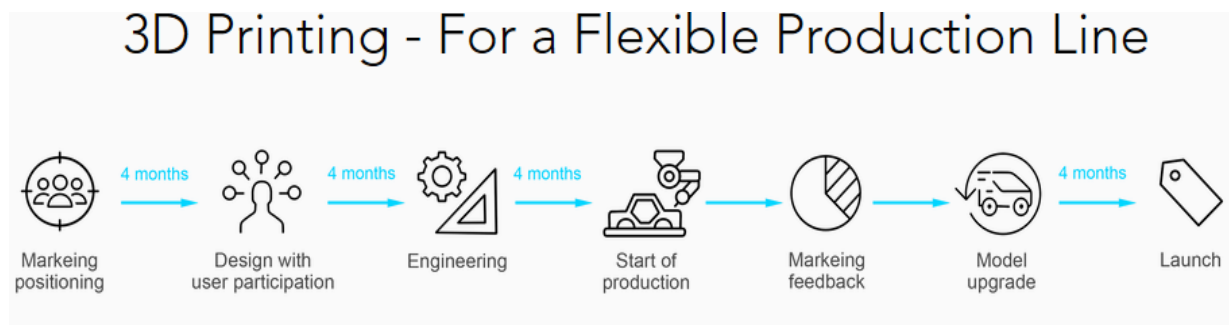 3D Printing - For a Flexible Production Line
4 months
4 months
4 months
4 months
Markeing
positioning
Design with
user participation
Engineering
Start of
production
Markeing
feedback
Model
upgrade
Launch